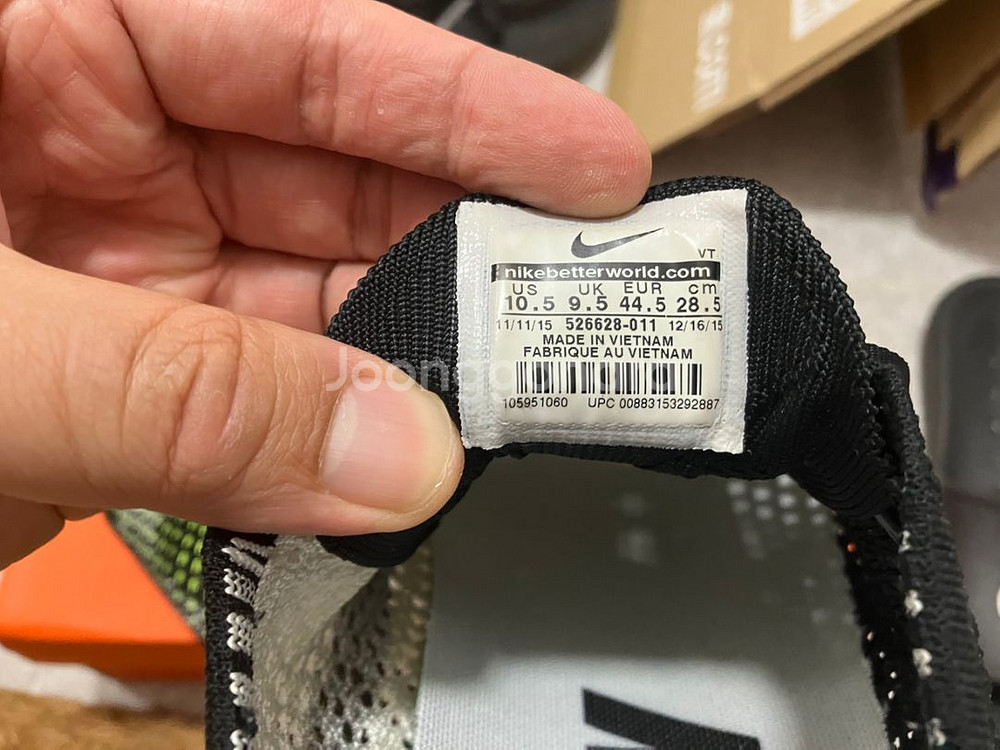 VT
nikebetterworld.com
US UK EUR cm
10.5 9.5 44.5 28.5
11/11/15 526628-011 12/16/15
MADE IN VIETNAM
FABRIQUE AU VIETNAM
105951060 UPC 00883153292887